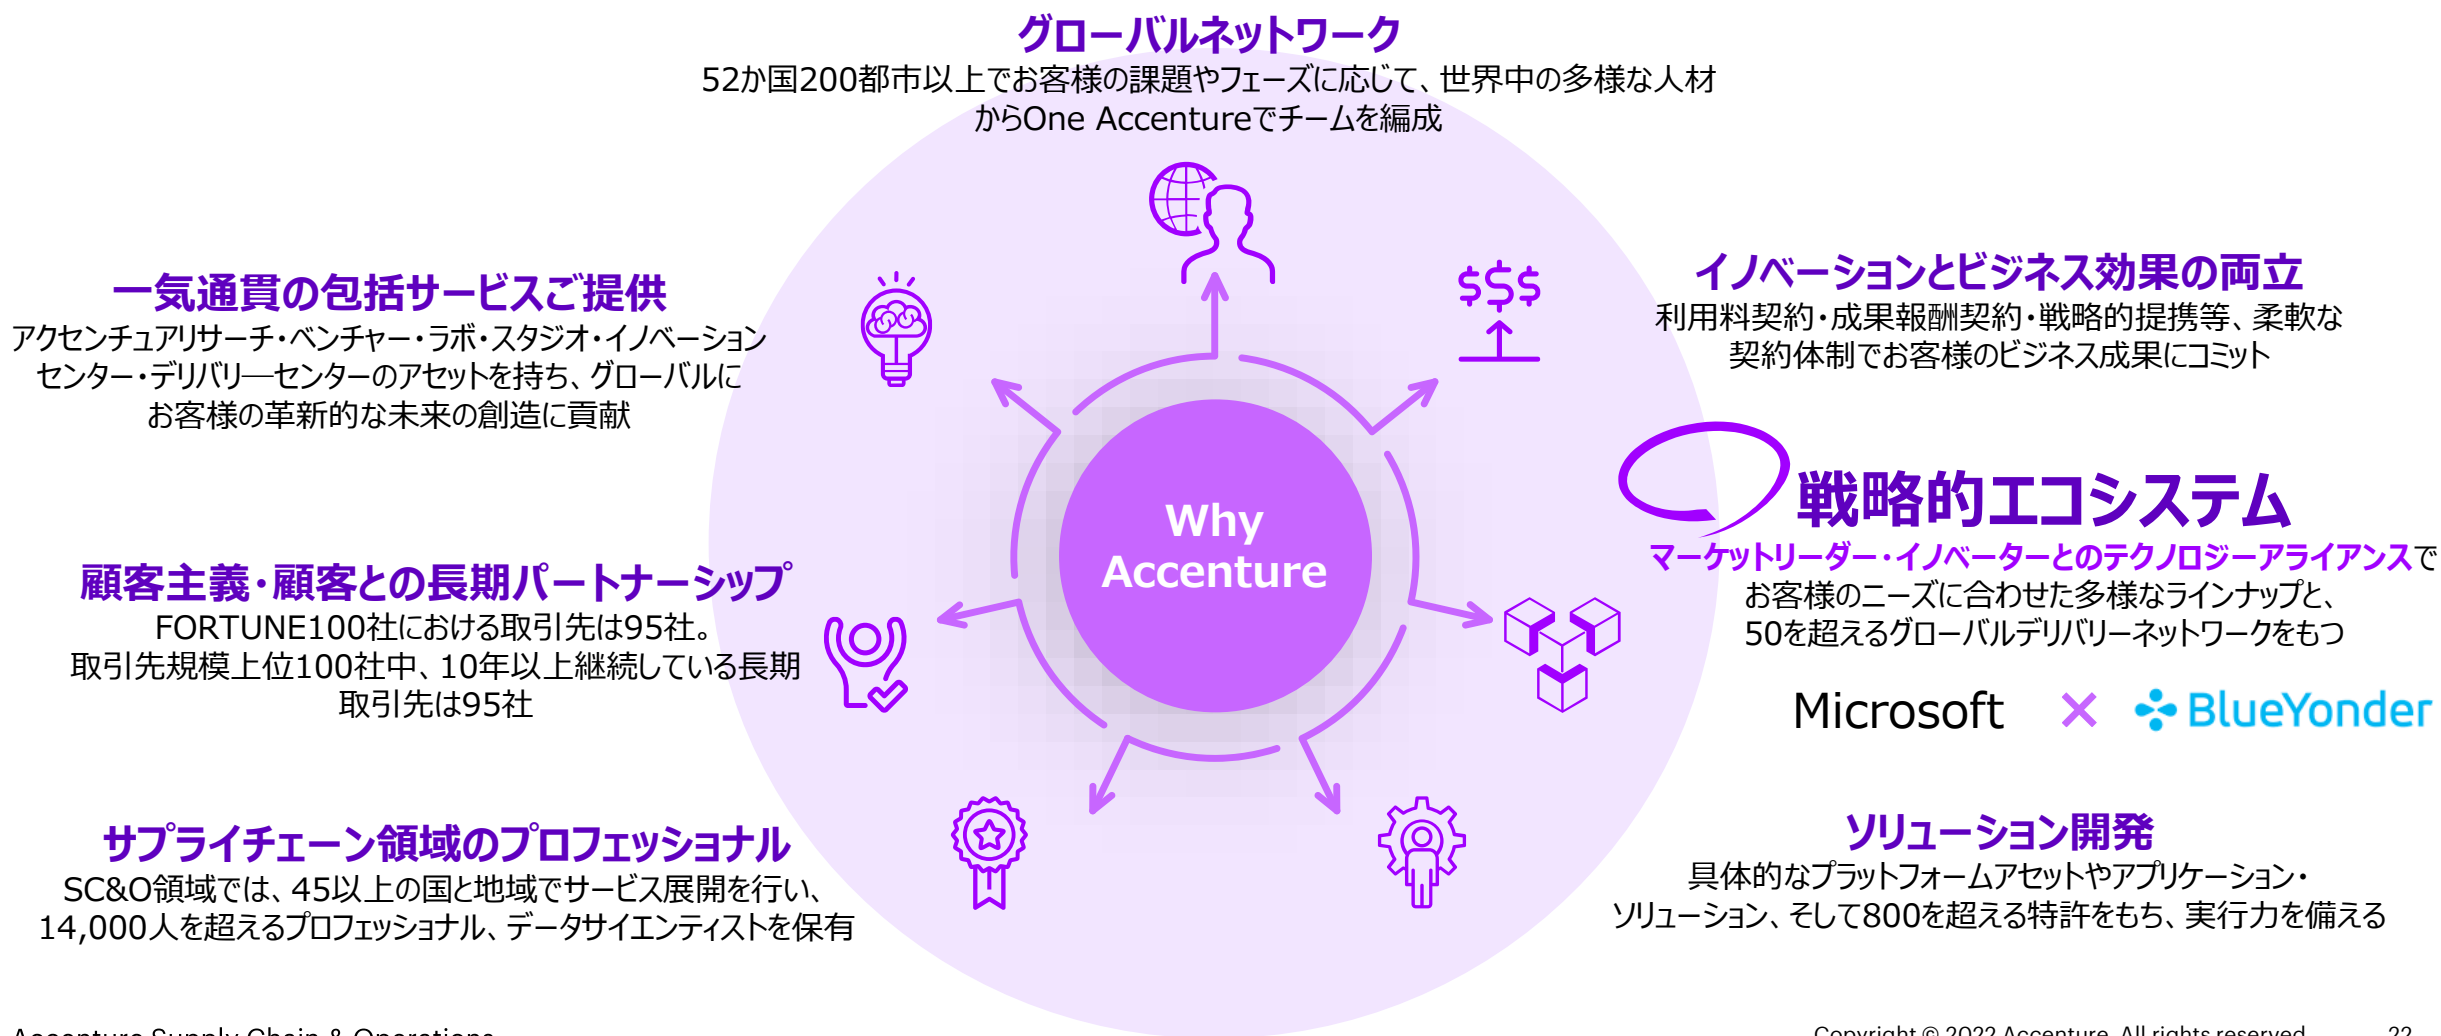 グローバルネットワーク
52か国200都市以上でお客様の課題やフェーズに応じて、世界中の多様な人材
からOne Accentureでチームを編成
イノベーションとビジネス効果の両立
利用料契約・成果報酬契約・戦略的提携等、柔軟な
契約体制でお客様のビジネス成果にコミット
戦略的エコシステム
マーケットリーダー・イノベーターとのテクノロジーアライアンスで
お客様のニーズに合わせた多様なラインナップと、
50を超えるグローバルデリバリーネットワークをもつ
Microsoft × BlueYonder
ソリューション開発
具体的なプラットフォームアセットやアプリケーション・
ソリューション、そして800を超える特許をもち、実行力を備える
サプライチェーン領域のプロフェッショナル
SC&O領域では、45以上の国と地域でサービス展開を行い、
14,000人を超えるプロフェッショナル、データサイエンティストを保有
顧客主義・顧客との長期パートナーシップ
FORTUNE100社における取引先は95社。
取引先規模上位100社中、10年以上継続している長期
取引先は95社
一気通貫の包括サービスご提供
アクセンチュアリサーチ・ベンチャー・ラボ・スタジオ・イノベーション
センター・デリバリ―センターのアセットを持ち、グローバルに
お客様の革新的な未来の創造に貢献
Why
Accenture
$$$
Accenture Supply Chain & Operations
Copyright © 2022 Accenture. All rights reserved.
22